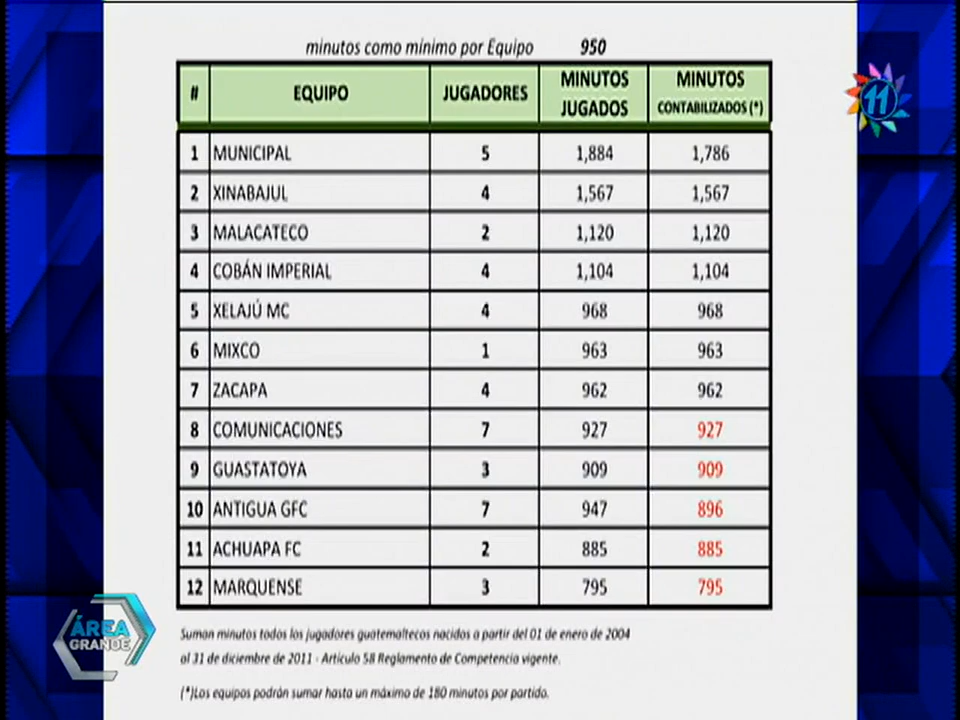 minutos como mínimo por Equipo 950
# EQUIPO JUGADORES MINUTOS JUGADOS MINUTOS CONTABILIZADOS (*)
1 MUNICIPAL 5 1,884 1,786
2 XINABAJUL 4 1,567 1,567
3 MALACATECO 2 1,120 1,120
4 COBÁN IMPERIAL 4 1,104 1,104
5 XELAJÚ MC 4 968 968
6 MIXCO 1 963 963
7 ZACAPA 4 962 962
8 COMUNICACIONES 7 927 927
9 GUASTATOYA 3 909 909
10 ANTIGUA GFC 7 947 896
11 ACHUAPA FC 2 885 885
12 MARQUENSE 3 795 795
Suman minutos todos los jugadores guatemaltecos nacidos a partir del 01 de enero de 2004
al 31 de diciembre de 2011 - Artículo 58 Reglamento de Competencia vigente.
(*)Los equipos podrán sumar hasta un máximo de 180 minutos por partido.
11
ÁREA
GRANDE